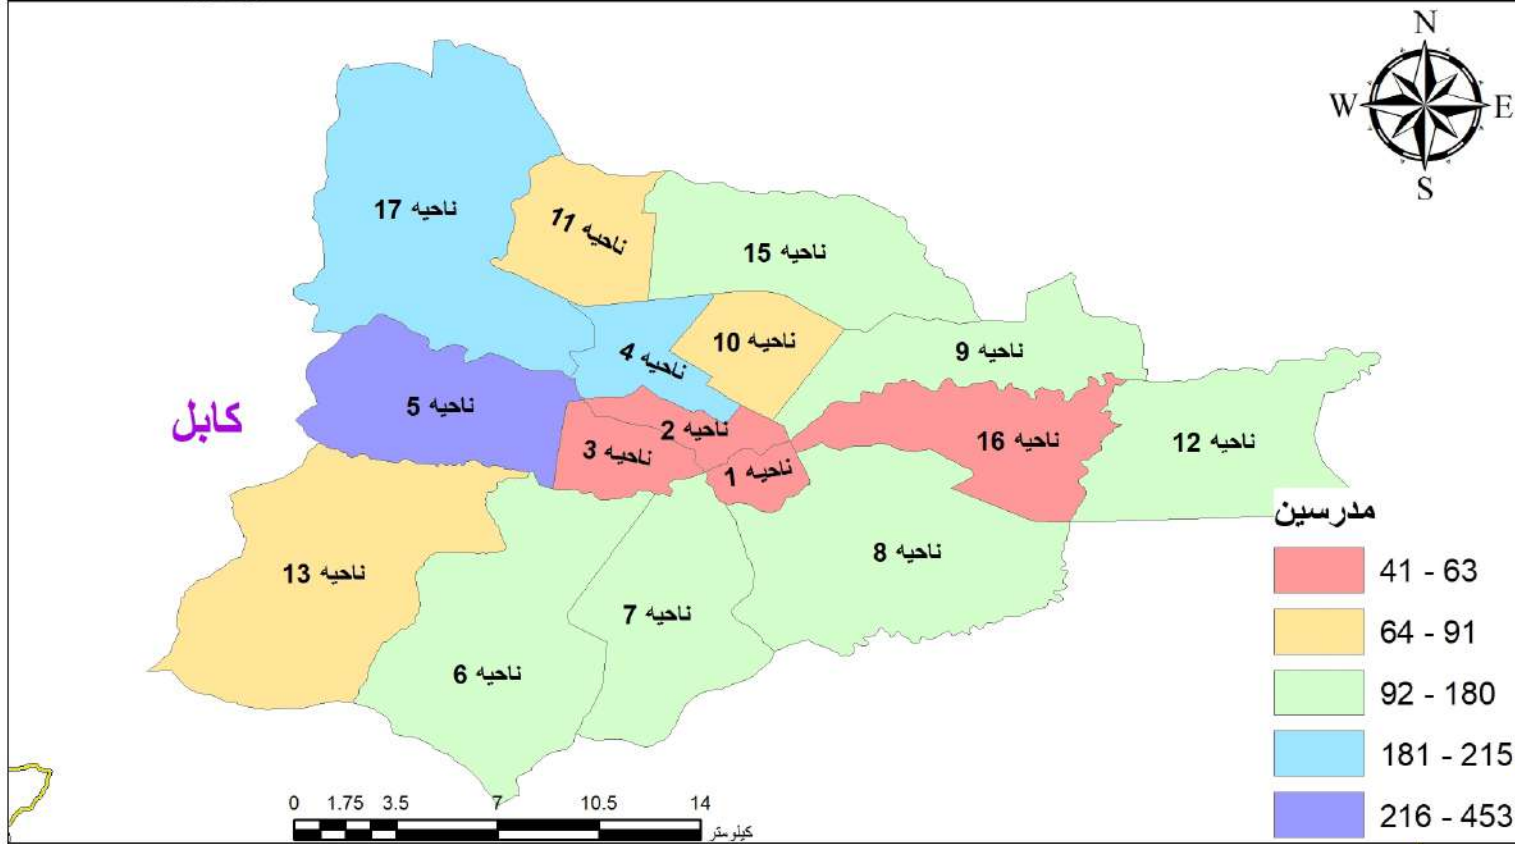 N
W E
S
ناحیه 17
ناحیه 11
ناحیه 15
ناحیه 4
ناحیه 10
ناحیه 9
ناحیه 5
کابل
ناحیه 2
ناحیه 3
ناحیه 1
ناحیه 16
ناحیه 12
ناحیه 13
ناحیه 8
ناحیه 7
ناحیه 6
مدرسین
41 - 63
64 - 91
92 - 180
181 - 215
216 - 453
0 1.75 3.5 7 10.5 14
کیلومتر